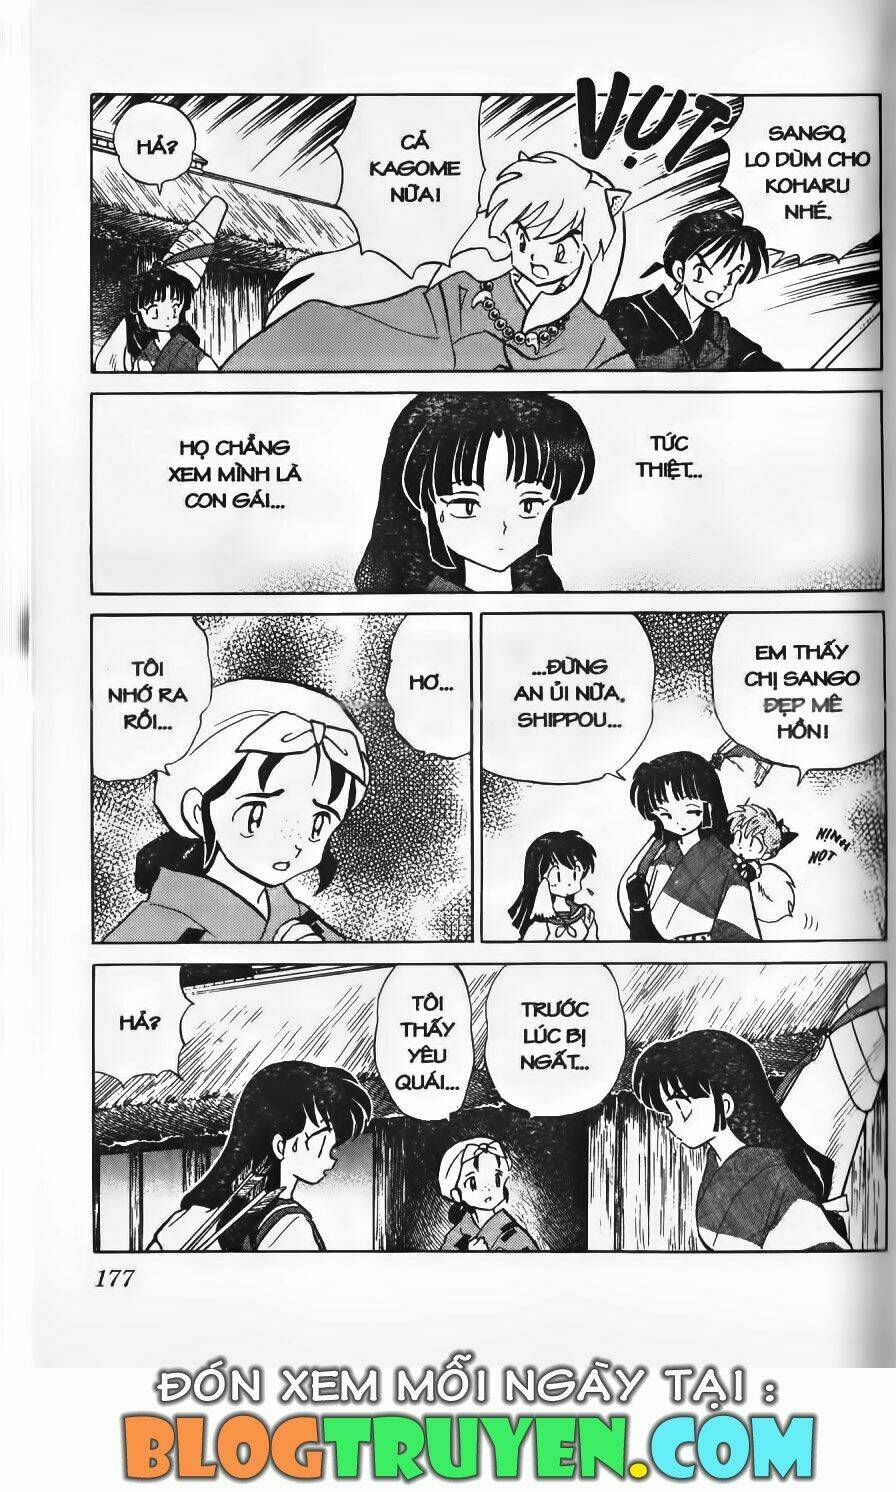 SANGO,
LO DÙM CHO
KOHARU
NHÉ.
VỤT
CẢ
KAGOME
NỮA!
HẢ?
TỨC
THIỆT...
HỌ CHẲNG
XEM MÌNH LÀ
CON GÁI...
EM THẤY
CHỊ SANGO
ĐẸP MÊ
HỒN!
...ĐỪNG
AN ỦI NỮA,
SHIPPOU...
NỊNH
NỌT
HƠ...
TÔI
NHỚ RA
RỒI...
TRƯỚC
LÚC BỊ
NGẤT...
TÔI
THẤY
YÊU
QUÁI...
HẢ?
177
ĐÓN XEM MỖI NGÀY TẠI :
BLOGTRUYEN.COM